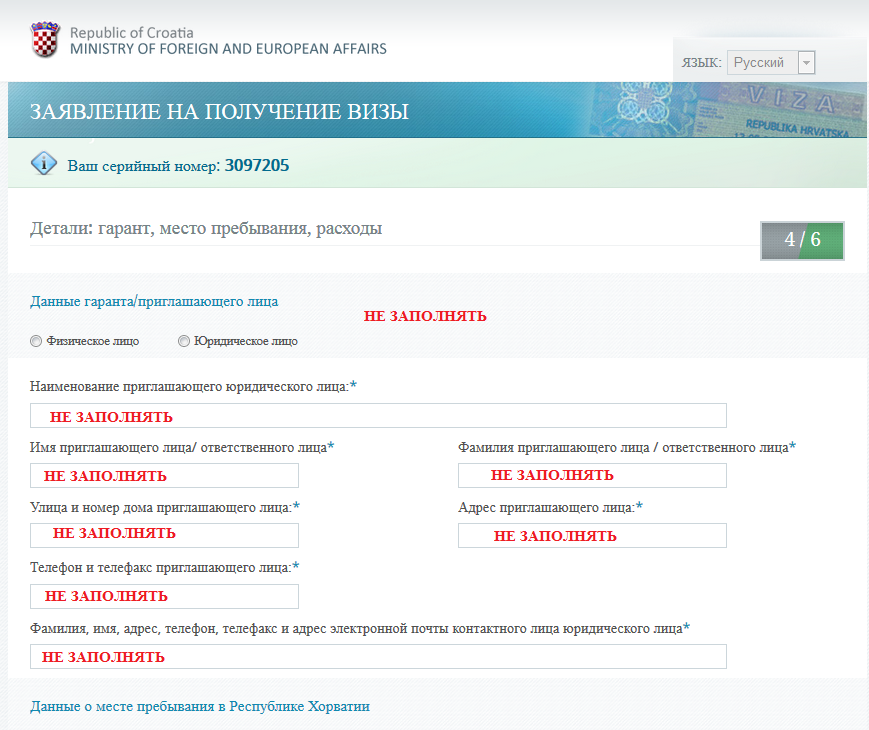 Republic of Croatia
MINISTRY OF FOREIGN AND EUROPEAN AFFAIRS
ЯЗЫК: Русский
ЗАЯВЛЕНИЕ НА ПОЛУЧЕНИЕ ВИЗЫ
VIZA
REPUBLIKA HRVATSKA
Ваш серийный номер: 3097205
Детали: гарант, место пребывания, расходы
4 / 6
Данные гаранта/приглашающего лица
НЕ ЗАПОЛНЯТЬ
Физическое лицо Юридическое лицо
Наименование приглашающего юридического лица:*
НЕ ЗАПОЛНЯТЬ
Имя приглашающего лица/ ответственного лица* Фамилия приглашающего лица / ответственного лица*
НЕ ЗАПОЛНЯТЬ НЕ ЗАПОЛНЯТЬ
Улица и номер дома приглашающего лица:* Адрес приглашающего лица:*
НЕ ЗАПОЛНЯТЬ НЕ ЗАПОЛНЯТЬ
Телефон и телефакс приглашающего лица:*
НЕ ЗАПОЛНЯТЬ
Фамилия, имя, адрес, телефон, телефакс и адрес электронной почты контактного лица юридического лица*
НЕ ЗАПОЛНЯТЬ
Данные о месте пребывания в Республике Хорватии